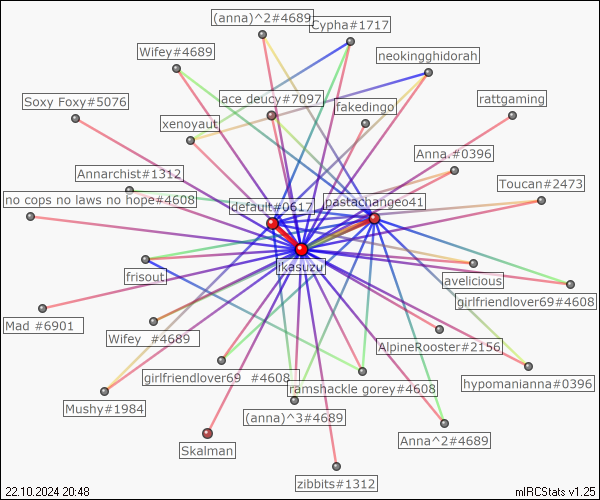 (anna)^2#4689
Cypha#1717
Wifey#4689
neokingghidorah
Soxy Foxy#5076
ace deucy#7097
fakedingo
rattgaming
xenoyaut
Anna.#0396
Annarchist#1312
Toucan#2473
no cops no laws no hope#4608
default#0617
pastachangeo41
ikasuzu
frisout
avelicious
girlfriendlover69#4608
Mad #6901
Wifey  #4689
AlpineRooster#2156
girlfriendlover69  #4608
ramshackle gorey#4608
hypomanianna#0396
Mushy#1984
(anna)^3#4689
Anna^2#4689
Skalman
zibbits#1312
22.10.2024 20:48
mIRCStats v1.25